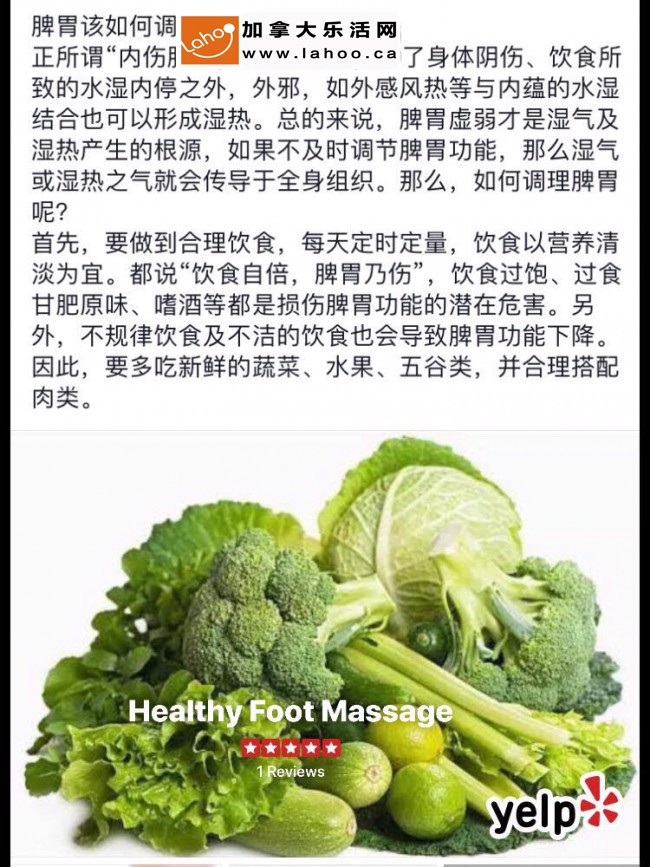 脾胃该如何调
加拿大乐活网
Lahoo
www.lahoo.ca
正所谓“内伤 了身体阴伤、饮食所
致的水湿内停之外，外邪，如外感风热等与内蕴的水湿
结合也可以形成湿热。总的来说，脾胃虚弱才是湿气及
湿热产生的根源，如果不及时调节脾胃功能，那么湿气
或湿热之气就会传导于全身组织。那么，如何调理脾胃
呢？
首先，要做到合理饮食，每天定时定量，饮食以营养清
淡为宜。都说“饮食自倍，脾胃乃伤”，饮食过饱、过食
甘肥原味、嗜酒等都是损伤脾胃功能的潜在危害。另
外，不规律饮食及不洁的饮食也会导致脾胃功能下降。
因此，要多吃新鲜的蔬菜、水果、五谷类，并合理搭配
肉类。
Healthy Foot Massage
1 Reviews
yelp